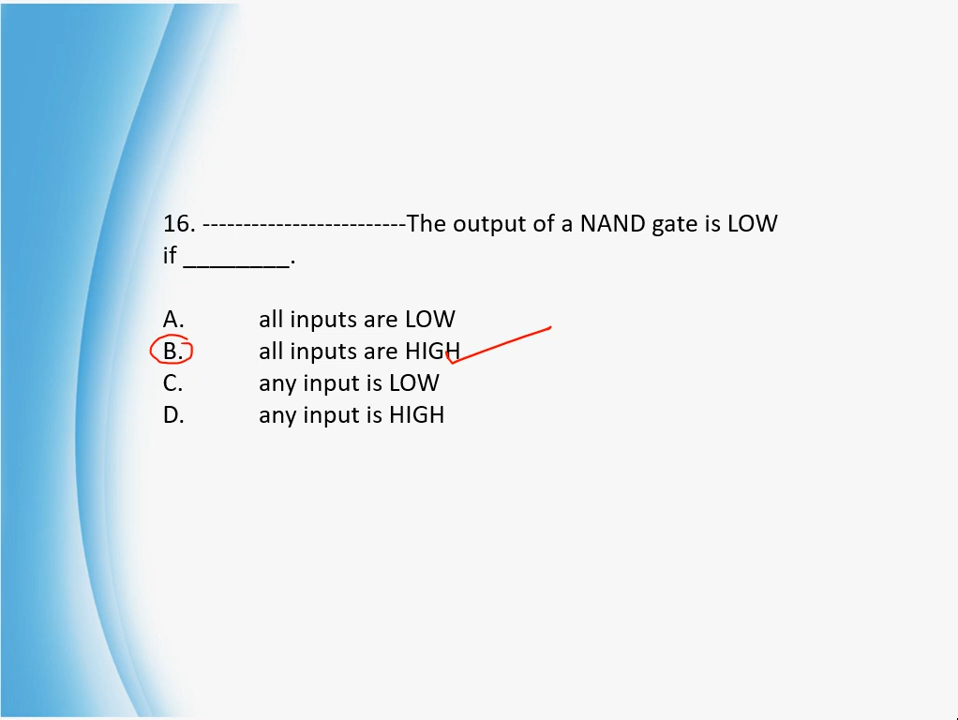 16. -------------------------The output of a NAND gate is LOW
if ________.
A. all inputs are LOW
B. all inputs are HIGH
C. any input is LOW
D. any input is HIGH